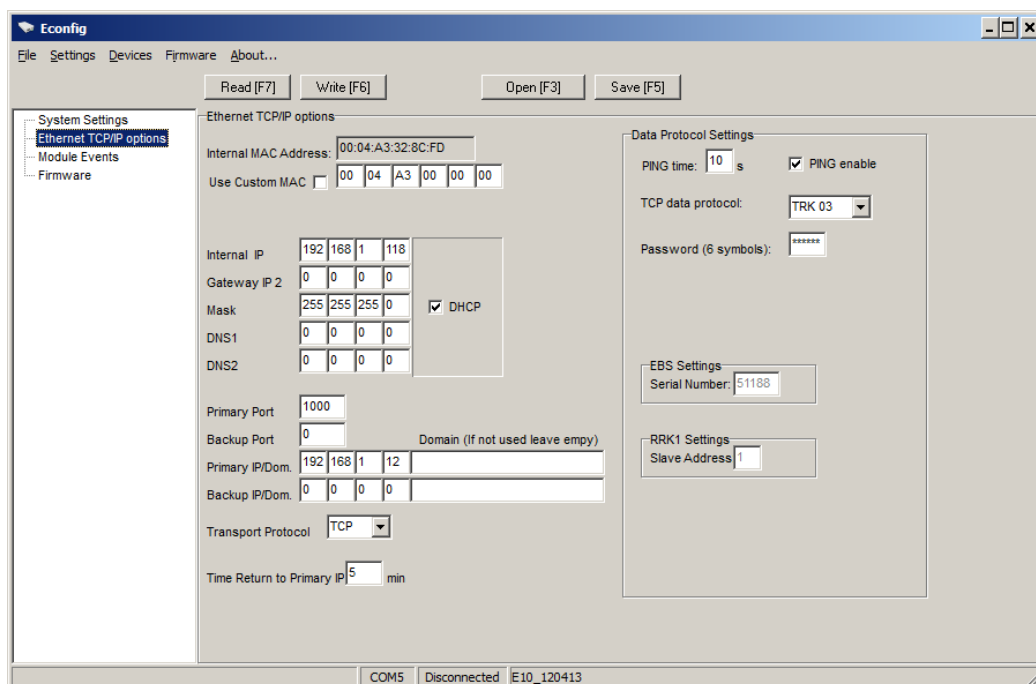 Econfig
File Settings Devices Firmware About...
Read [F7] Write [F6] Open [F3] Save [F5]
System Settings
Ethernet TCP/IP options
Module Events
Firmware
Ethernet TCP/IP options
Internal MAC Address: 00:04:A3:32:8C:FD
Use Custom MAC 00 04 A3 00 00 00
Internal IP 192 168 1 118
Gateway IP 2 0 0 0 0
Mask 255 255 255 0
DHCP
DNS1 0 0 0 0
DNS2 0 0 0 0
Primary Port 1000
Backup Port 0
Domain (If not used leave empy)
Primary IP/Dom. 192 168 1 12
Backup IP/Dom. 0 0 0 0
Transport Protocol TCP
Time Return to Primary IP 5 min
Data Protocol Settings
PING time: 10 s PING enable
TCP data protocol: TRK 03
Password (6 symbols): ******
EBS Settings
Serial Number: 51188
RRK1 Settings
Slave Address 1
COM5 Disconnected E10_120413